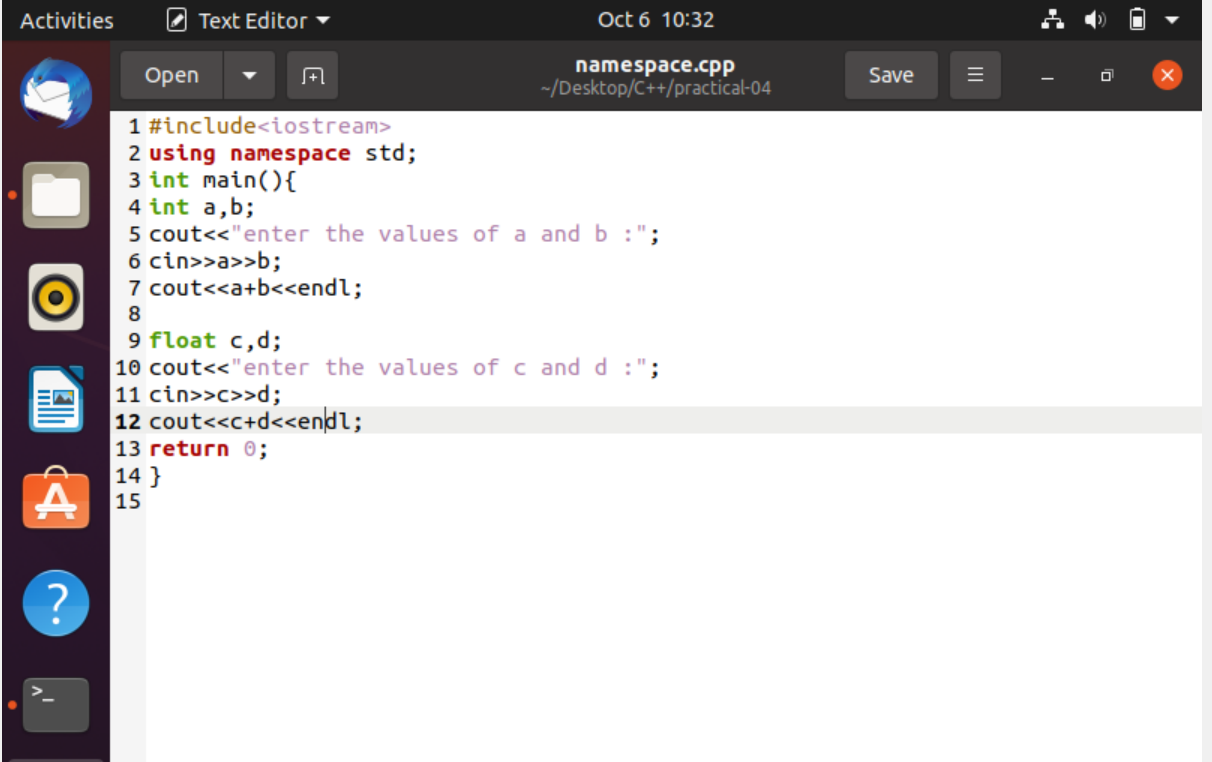 Activities Text Editor Oct 6 10:32
Open namespace.cpp Save
~/Desktop/C++/practical-04
1 #include<iostream>
2 using namespace std;
3 int main(){
4 int a,b;
5 cout<<"enter the values of a and b :";
6 cin>>a>>b;
7 cout<<a+b<<endl;
8
9 float c,d;
10 cout<<"enter the values of c and d :";
11 cin>>c>>d;
12 cout<<c+d<<endl;
13 return 0;
14 }
15